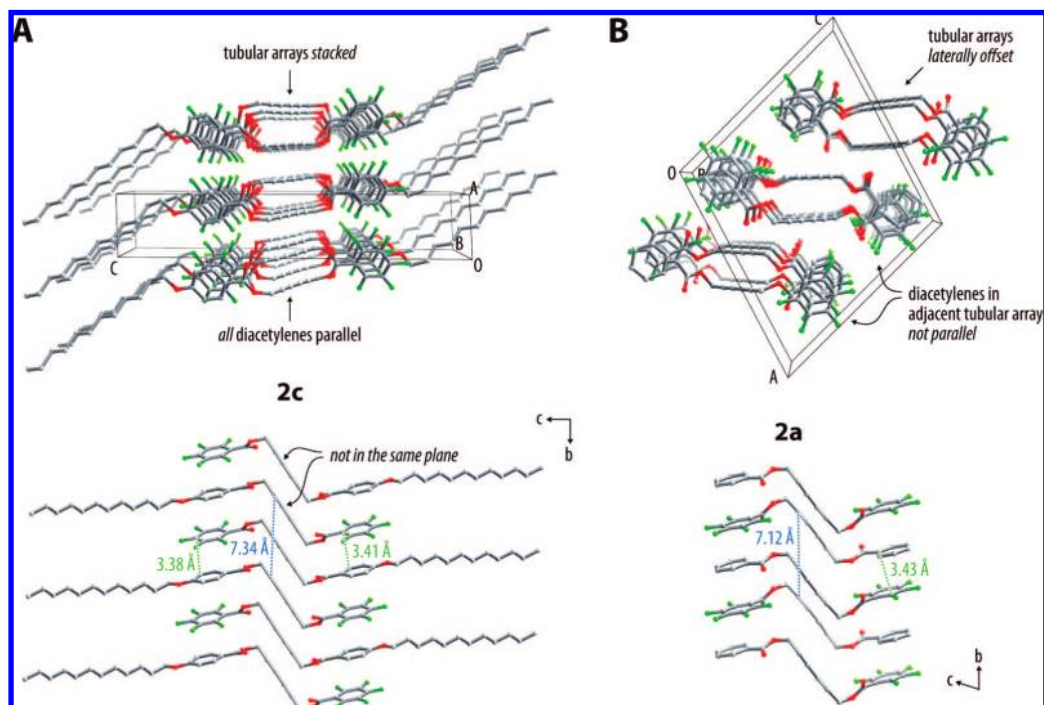 A
tubular arrays stacked
A
B
C
O
all diacetylenes parallel
2c
B
C
tubular arrays
laterally offset
O
B
diacetylenes in
adjacent tubular array
not parallel
A
2a
c
b
not in the same plane
3.38 Å
7.34 Å
3.41 Å
7.12 Å
3.43 Å
b
c